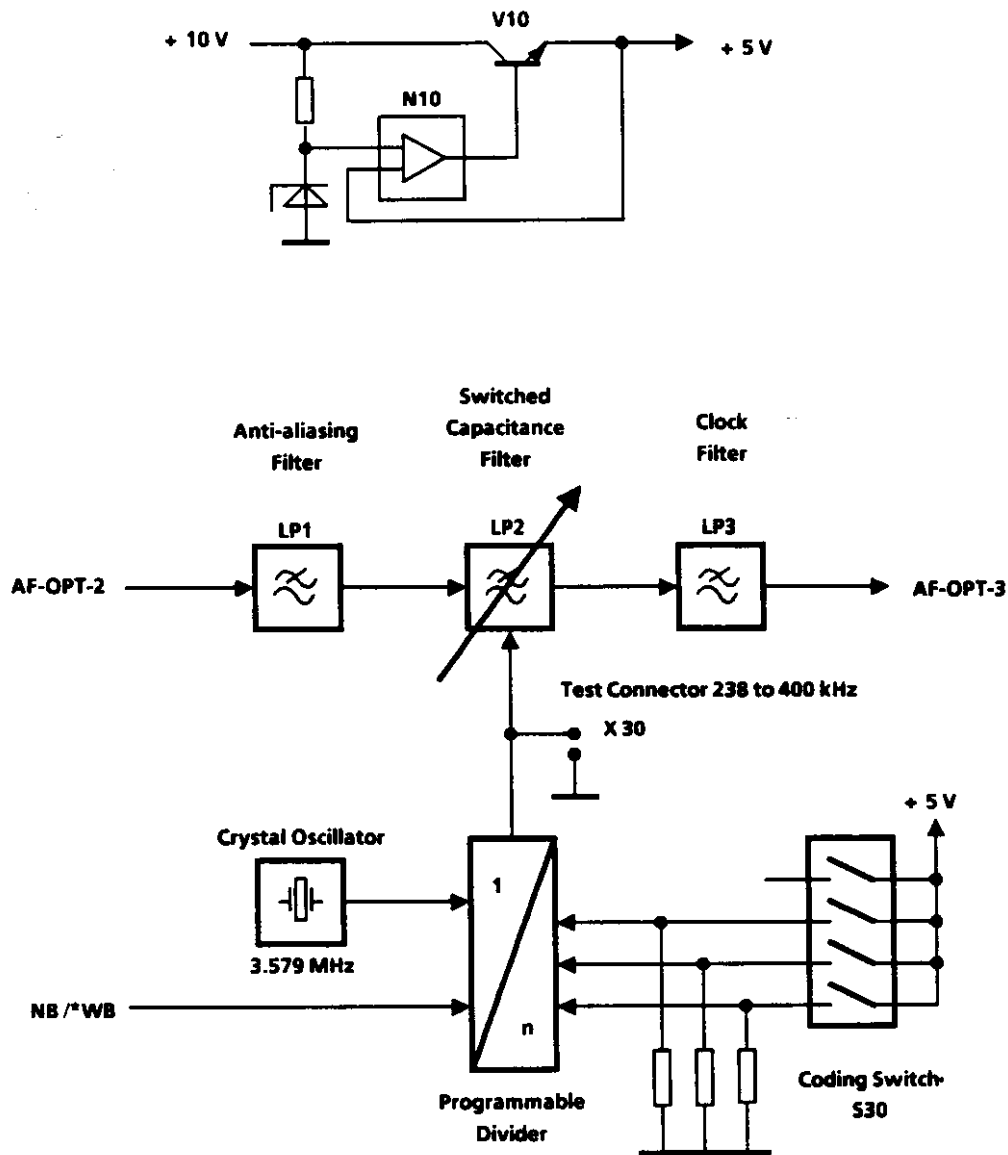 V10
+ 10 V
+ 5 V
N10
Anti-aliasing
Filter
Switched
Capacitance
Filter
Clock
Filter
LP1
LP2
LP3
AF-OPT-2
AF-OPT-3
Test Connector 238 to 400 kHz
X 30
+ 5 V
Crystal Oscillator
1
3.579 MHz
NB /*WB
n
Programmable
Divider
Coding Switch
S30